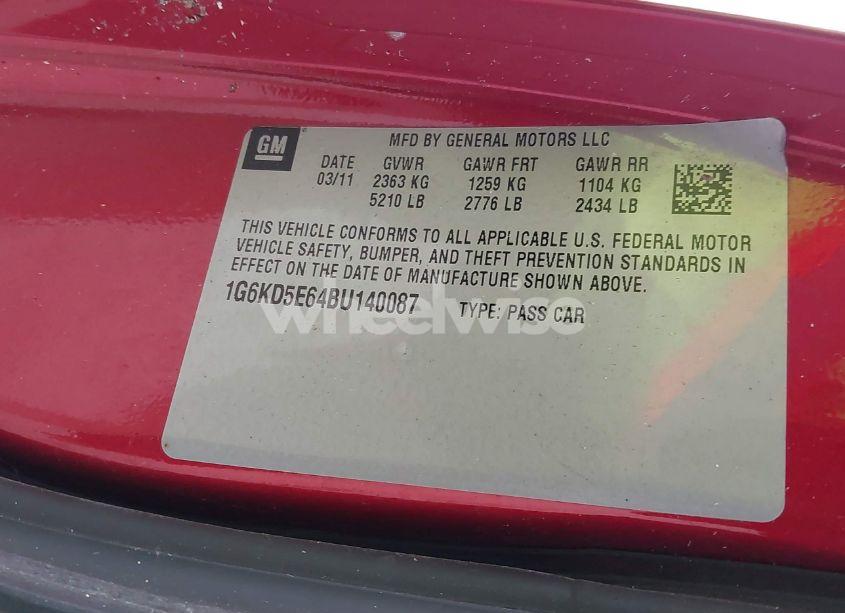 GM
MFD BY GENERAL MOTORS LLC
DATE GVWR GAWR FRT GAWR RR
03/11 2363 KG 1259 KG 1104 KG
5210 LB 2776 LB 2434 LB
THIS VEHICLE CONFORMS TO ALL APPLICABLE U.S. FEDERAL MOTOR
VEHICLE SAFETY, BUMPER, AND THEFT PREVENTION STANDARDS IN
EFFECT ON THE DATE OF MANUFACTURE SHOWN ABOVE.
1G6KD5E64BU140087 TYPE: PASS CAR
wheelwise